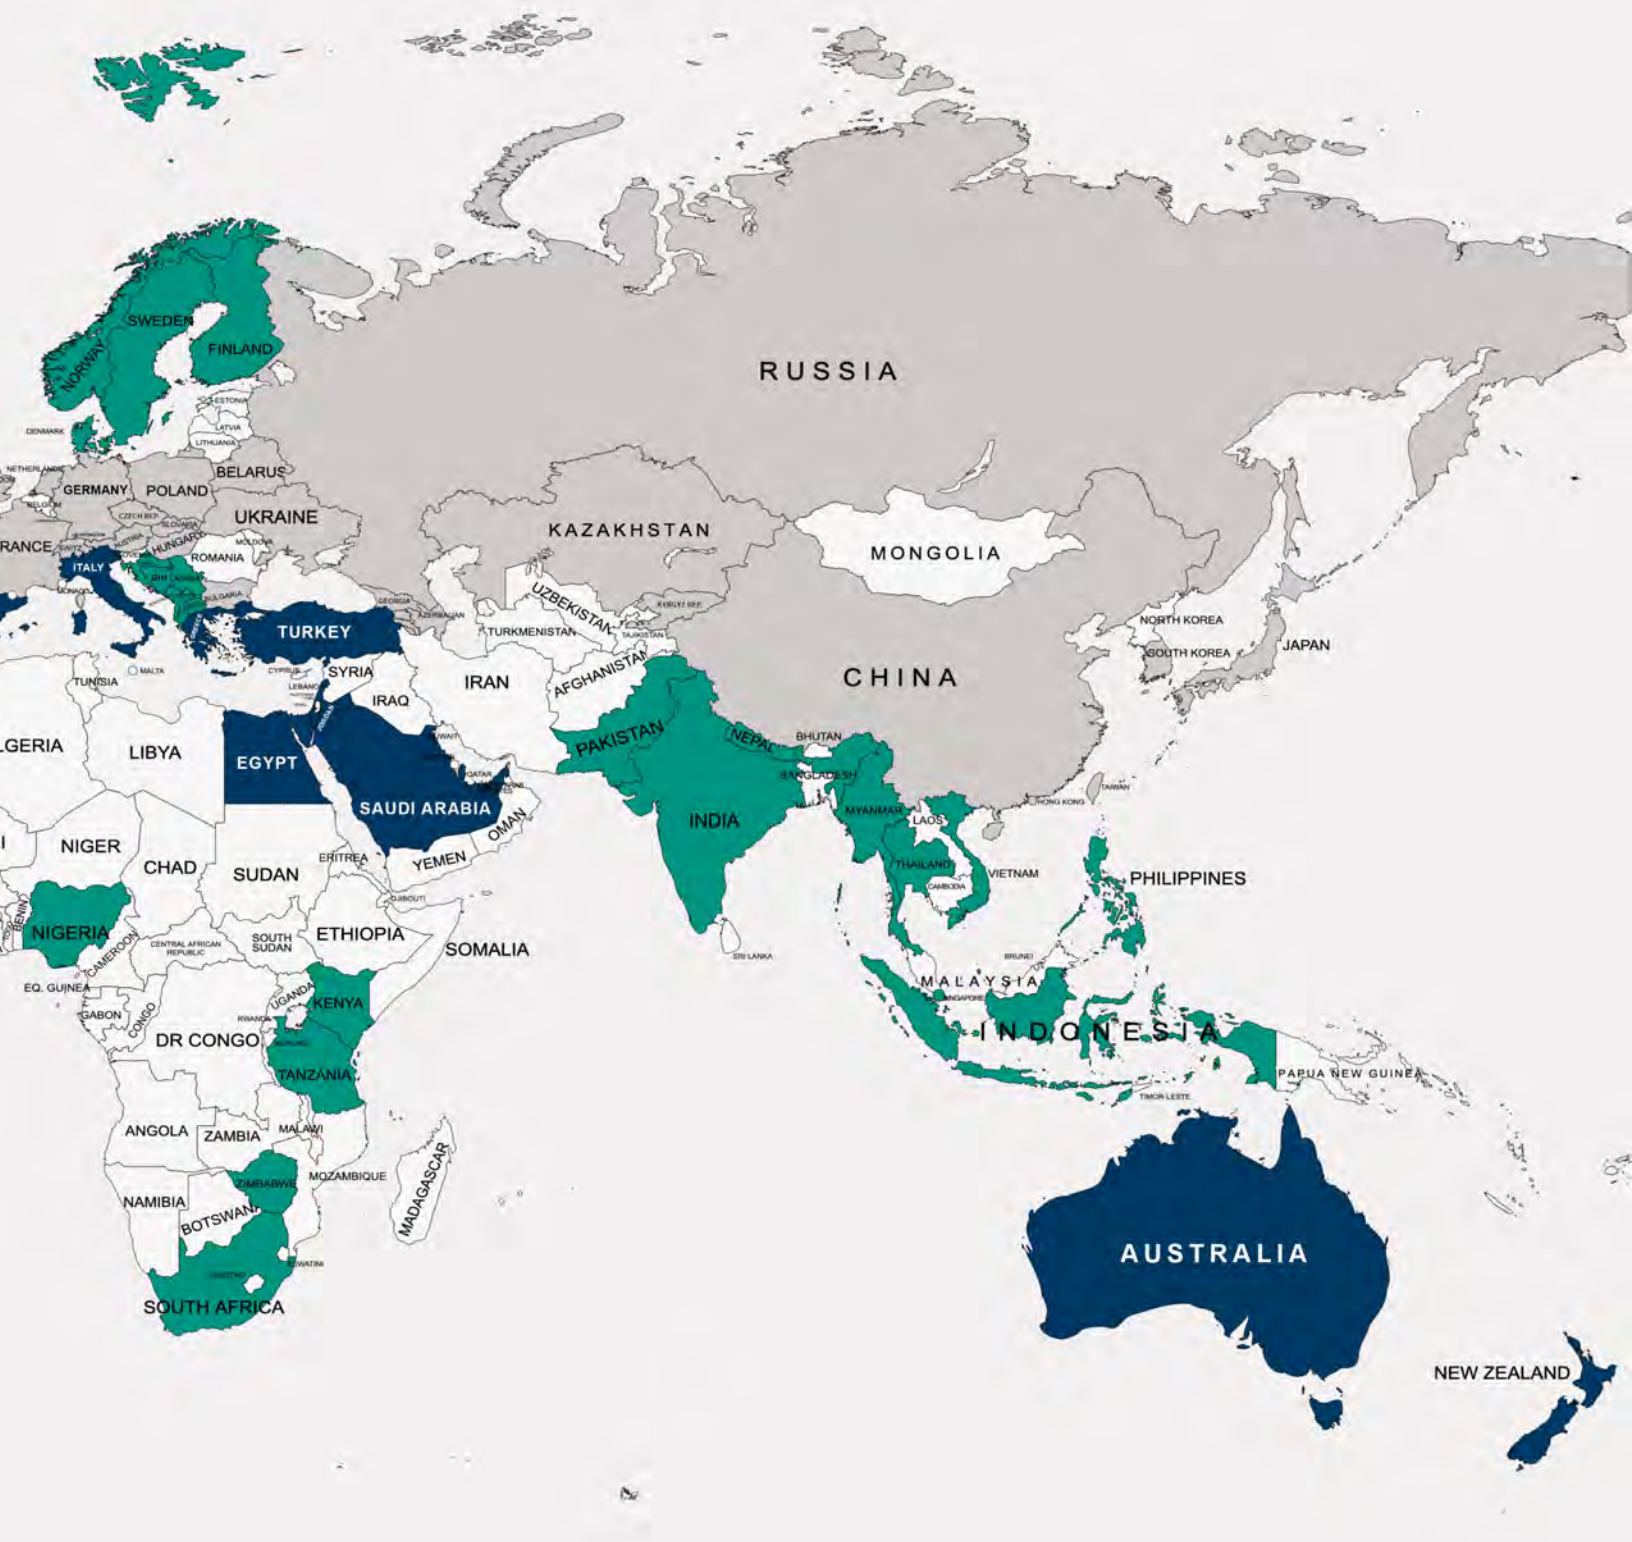 RUSSIA
SWEDEN
FINLAND
NORWAY
ESTONIA
LATVIA
LITHUANIA
DENMARK
BELARUS
GERMANY
POLAND
BELGIUM
CZECH REP.
SLOVAKIA
UKRAINE
AUSTRIA
HUNGARY
RANCE
SWITZ.
MOLDOVA
ROMANIA
ITALY
BIH
MONACO
BULGARIA
GREECE
KAZAKHSTAN
MONGOLIA
GEORGIA
AZERBAIJAN
UZBEKISTAN
KYRGYZ REP.
TURKMENISTAN
TAJIKISTAN
TURKEY
NORTH KOREA
SOUTH KOREA
JAPAN
CHINA
TUNISIA
MALTA
CYPRUS
SYRIA
LEBANO
IRAQ
IRAN
AFGHANISTAN
JORDAN
LGERIA
LIBYA
EGYPT
KUWAIT
QATAR
SAUDI ARABIA
OMAN
YEMEN
PAKISTAN
NEPAL
BHUTAN
BANGLADESH
INDIA
MYANMAR
LAOS
HONG KONG
TAIWAN
THAILAND
CAMBODIA
VIETNAM
PHILIPPINES
I
NIGER
CHAD
SUDAN
ERITREA
DJIBOUTI
NIGERIA
BENIN
TOGO
CAMEROON
CENTRAL AFRICAN
REPUBLIC
SOUTH
SUDAN
ETHIOPIA
SOMALIA
SRI LANKA
BRUNEI
MALAYSIA
SINGAPORE
INDONESIA
EQ. GUINEA
GABON
CONGO
DR CONGO
UGANDA
KENYA
RWANDA
BURUNDI
TANZANIA
PAPUA NEW GUINEA
TIMOR LESTE
ANGOLA
ZAMBIA
MALAWI
MOZAMBIQUE
MADAGASCAR
ZIMBABWE
NAMIBIA
BOTSWANA
ESWATINI
LESOTHO
SOUTH AFRICA
AUSTRALIA
NEW ZEALAND